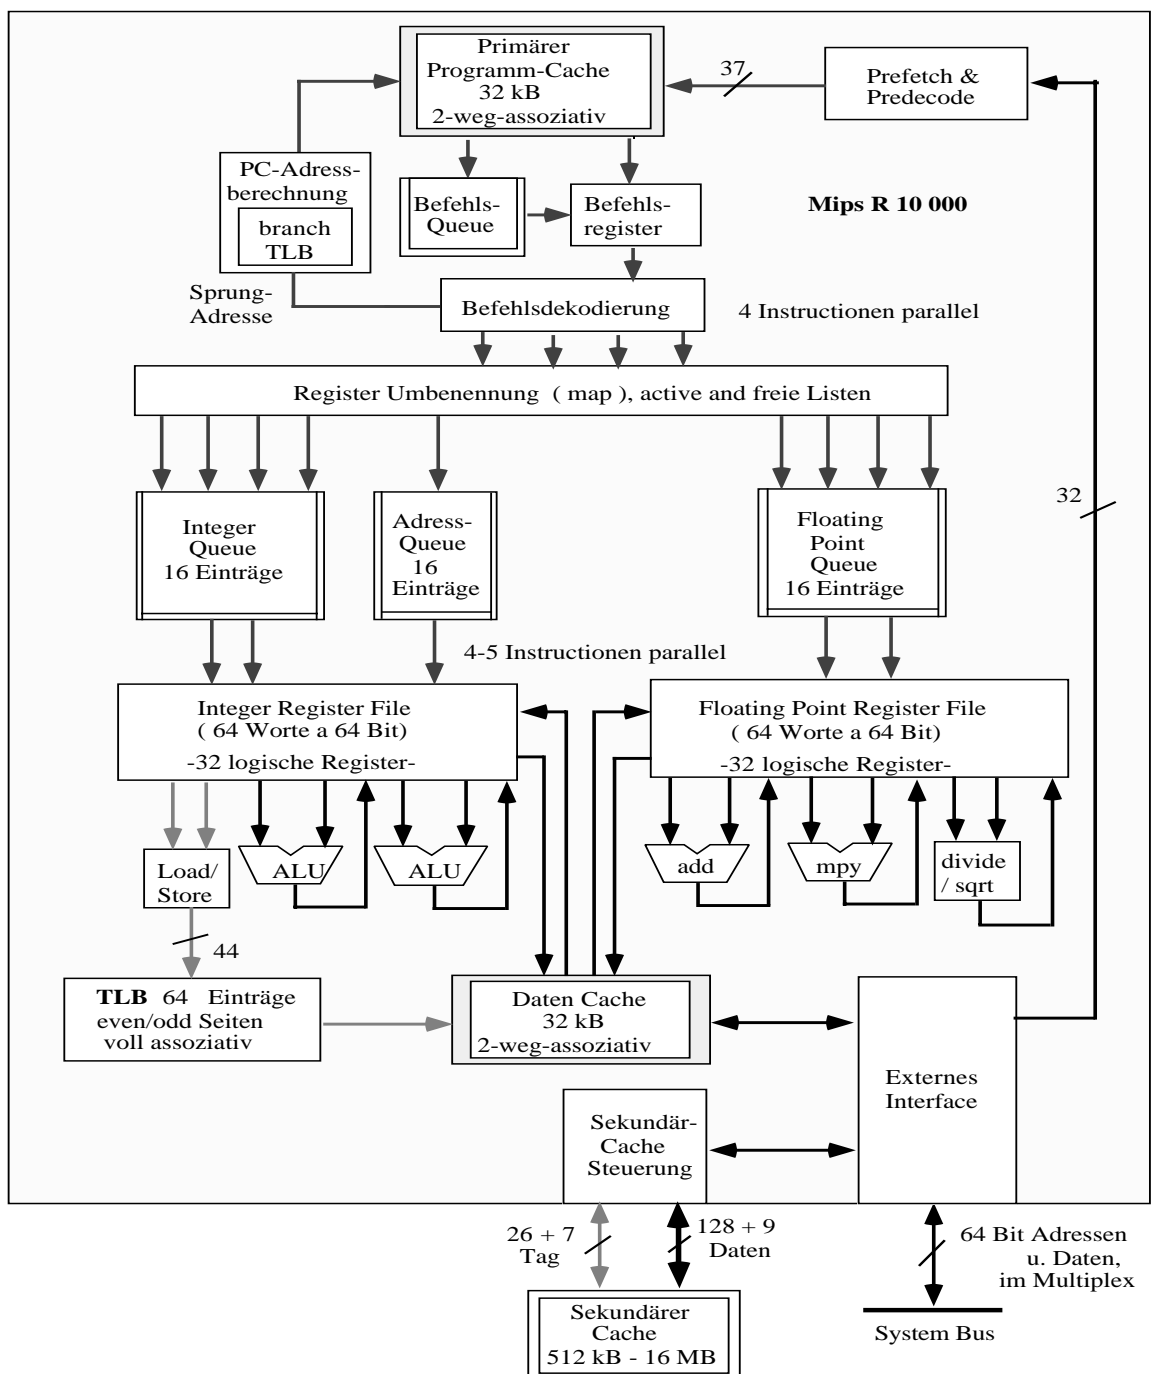 Primärer
Programm-Cache
32 kB
2-weg-assoziativ
37
Prefetch &
Predecode
PC-Adress-
berechnung
branch
TLB
Befehls-
Queue
Befehls-
register
Mips R 10 000
Sprung-
Adresse
Befehlsdekodierung
4 Instructionen parallel
Register Umbenennung ( map ), active and freie Listen
Integer
Queue
16 Einträge
Adress-
Queue
16
Einträge
Floating
Point
Queue
16 Einträge
32
4-5 Instructionen parallel
Integer Register File
( 64 Worte a 64 Bit)
-32 logische Register-
Floating Point Register File
( 64 Worte a 64 Bit)
-32 logische Register-
Load/
Store
ALU
ALU
add
mpy
divide
/ sqrt
44
TLB 64 Einträge
even/odd Seiten
voll assoziativ
Daten Cache
32 kB
2-weg-assoziativ
Externes
Interface
Sekundär-
Cache
Steuerung
26 + 7
Tag
128 + 9
Daten
64 Bit Adressen
u. Daten,
im Multiplex
Sekundärer
Cache
512 kB - 16 MB
System Bus